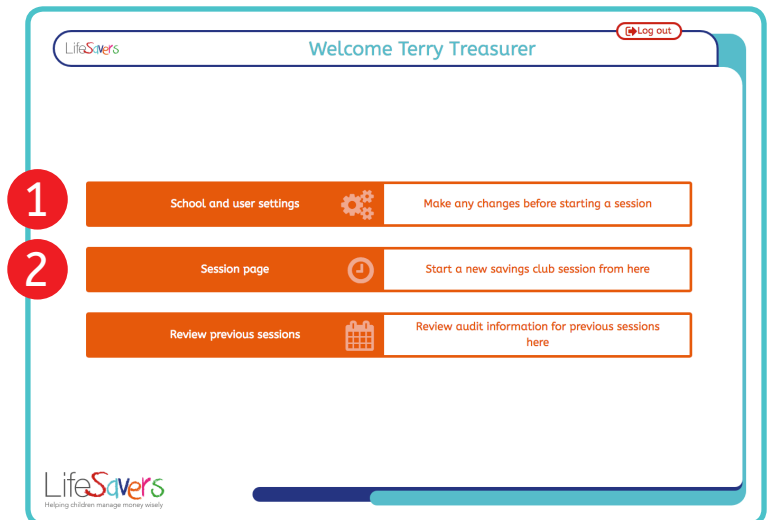 Log out
LifeSavers
Welcome Terry Treasurer
1
School and user settings
Make any changes before starting a session
2
Session page
Start a new savings club session from here
Review previous sessions
Review audit information for previous sessions
here
LifeSavers
Helping children manage money wisely